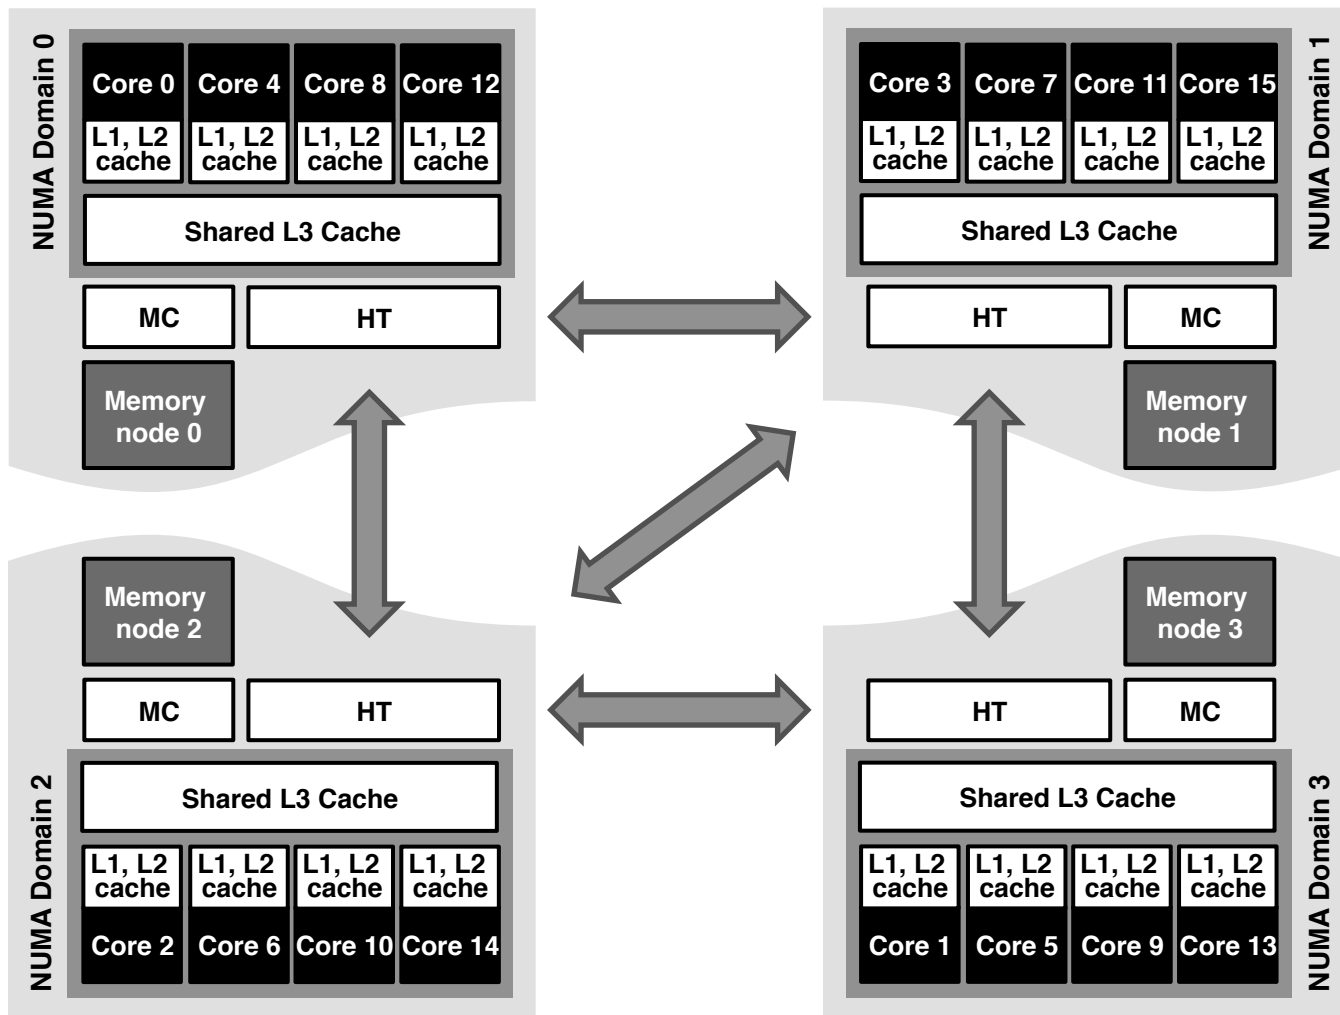 NUMA Domain 0
Core 0 Core 4 Core 8 Core 12
L1, L2 L1, L2 L1, L2 L1, L2
cache cache cache cache
Shared L3 Cache
MC HT
Memory
node 0
NUMA Domain 1
Core 3 Core 7 Core 11 Core 15
L1, L2 L1, L2 L1, L2 L1, L2
cache cache cache cache
Shared L3 Cache
HT MC
Memory
node 1
NUMA Domain 2
Memory
node 2
MC HT
Shared L3 Cache
L1, L2 L1, L2 L1, L2 L1, L2
cache cache cache cache
Core 2 Core 6 Core 10 Core 14
NUMA Domain 3
Memory
node 3
HT MC
Shared L3 Cache
L1, L2 L1, L2 L1, L2 L1, L2
cache cache cache cache
Core 1 Core 5 Core 9 Core 13